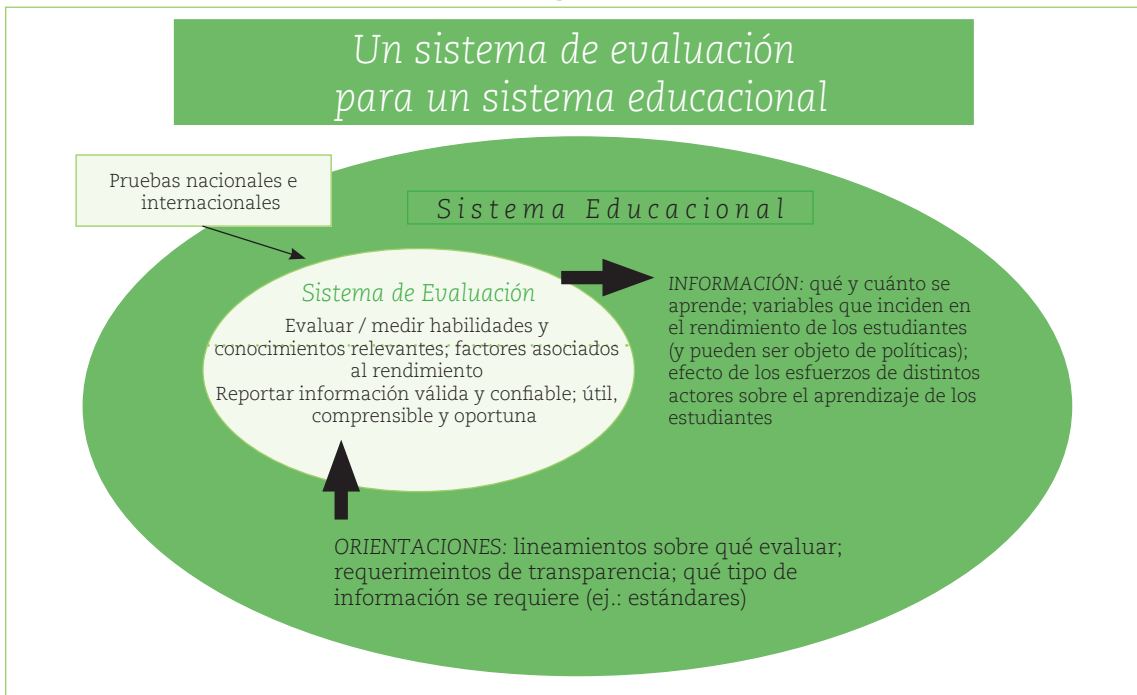 Un sistema de evaluación
para un sistema educacional
Pruebas nacionales e
internacionales
Sistema Educacional
Sistema de Evaluación
Evaluar / medir habilidades y
conocimientos relevantes; factores asociados
al rendimiento
Reportar información válida y confiable; útil,
comprensible y oportuna
INFORMACIÓN: qué y cuánto se
aprende; variables que inciden en
el rendimiento de los estudiantes
(y pueden ser objeto de políticas);
efecto de los esfuerzos de distintos
actores sobre el aprendizaje de los
estudiantes
ORIENTACIONES: lineamientos sobre qué evaluar;
requerimeintos de transparencia; qué tipo de
información se requiere (ej.: estándares)